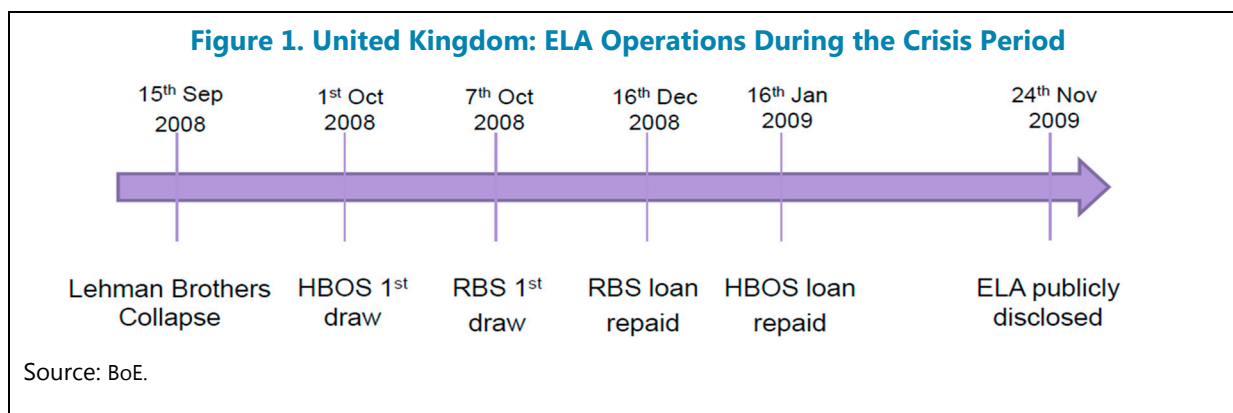 Figure 1. United Kingdom: ELA Operations During the Crisis Period
15th Sep 2008
1st Oct 2008
7th Oct 2008
16th Dec 2008
16th Jan 2009
24th Nov 2009
Lehman Brothers Collapse
HBOS 1st draw
RBS 1st draw
RBS loan repaid
HBOS loan repaid
ELA publicly disclosed
Source: BoE.